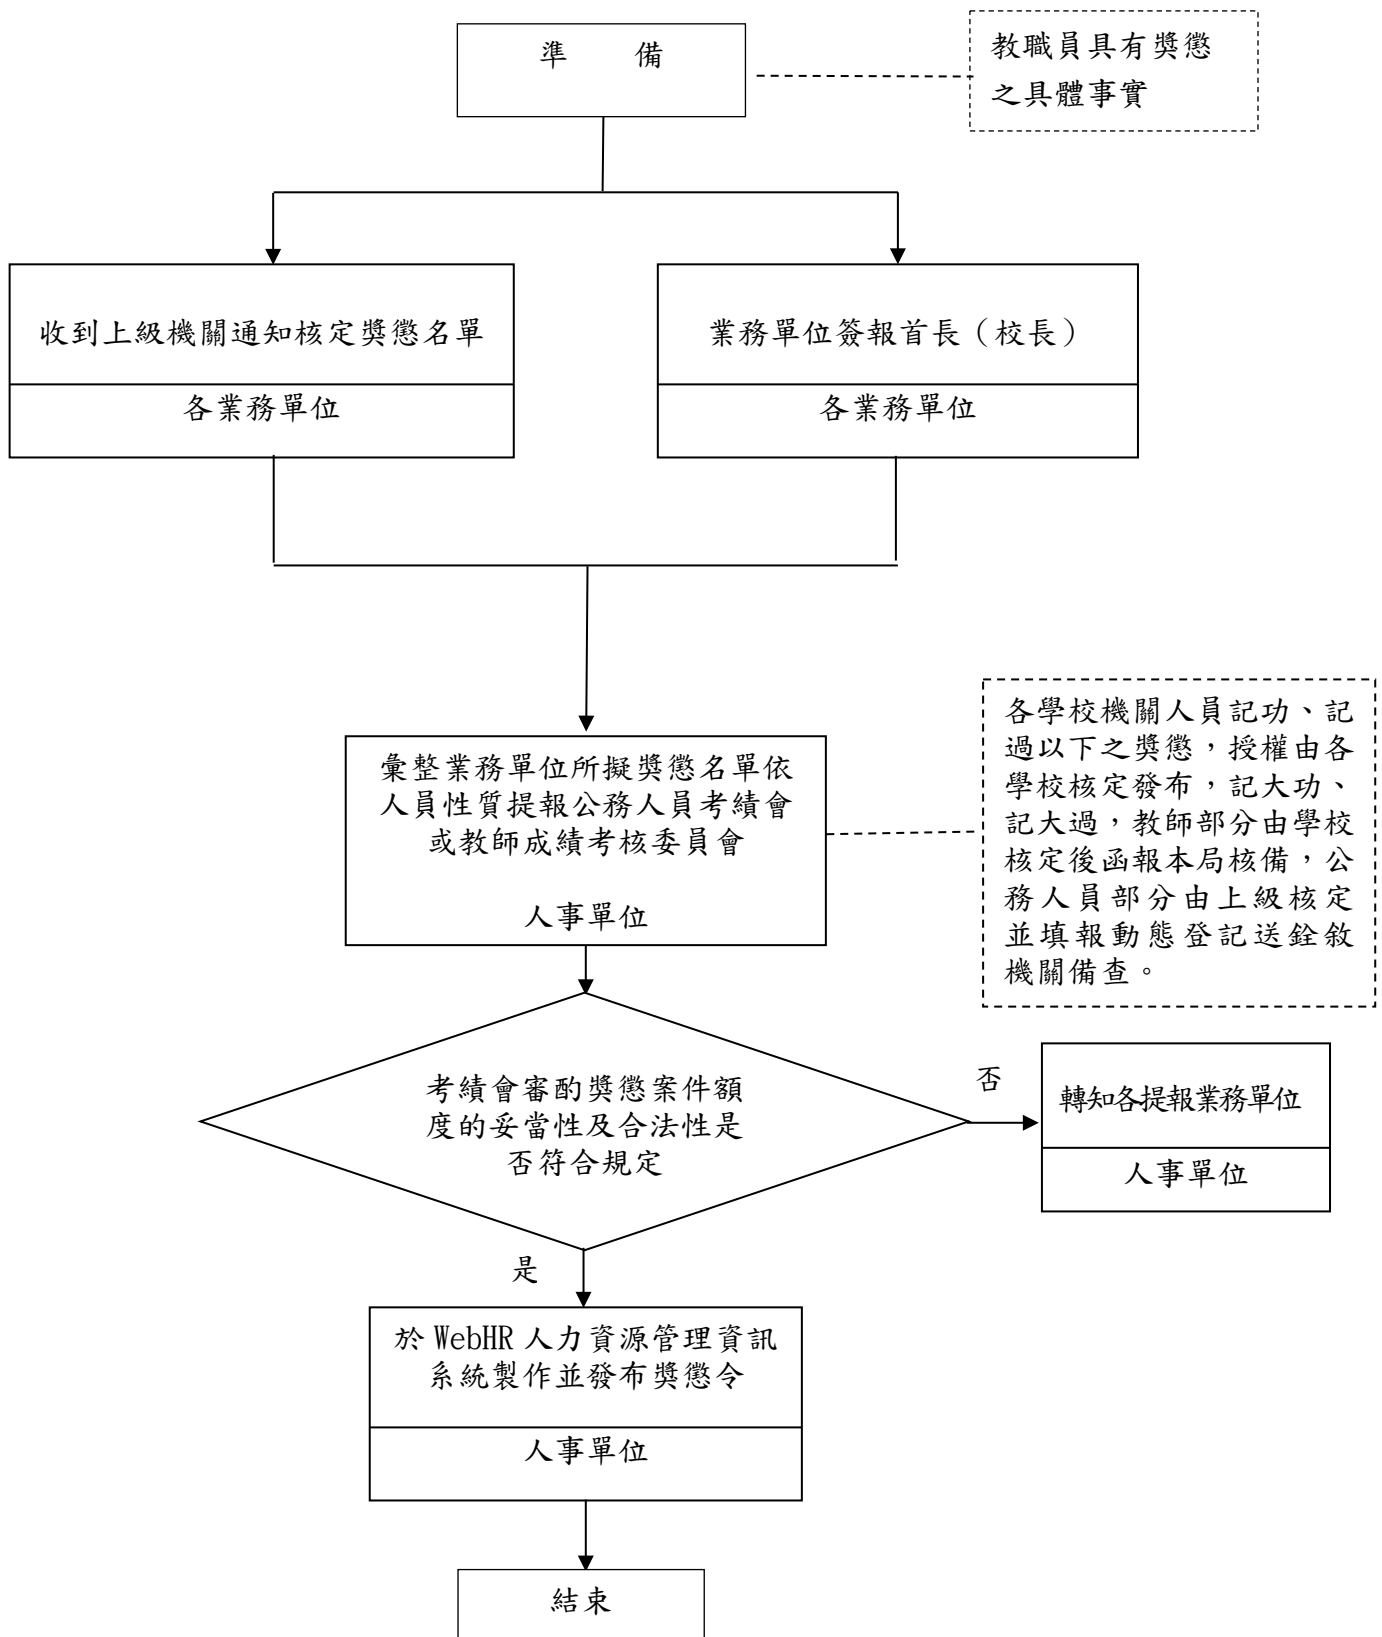 準 備
教職員具有獎懲
之具體事實
收到上級機關通知核定獎懲名單
各業務單位
業務單位簽報首長（校長）
各業務單位
彙整業務單位所擬獎懲名單依
人員性質提報公務人員考績會
或教師成績考核委員會
人事單位
各學校機關人員記功、記
過以下之獎懲，授權由各
學校核定發布，記大功、
記大過，教師部分由學校
核定後函報本局核備，公
務人員部分由上級核定
並填報動態登記送銓敘
機關備查。
考績會審酌獎懲案件額
度的妥當性及合法性是
否符合規定
否
轉知各提報業務單位
人事單位
是
於 WebHR 人力資源管理資訊
系統製作並發布獎懲令
人事單位
結束